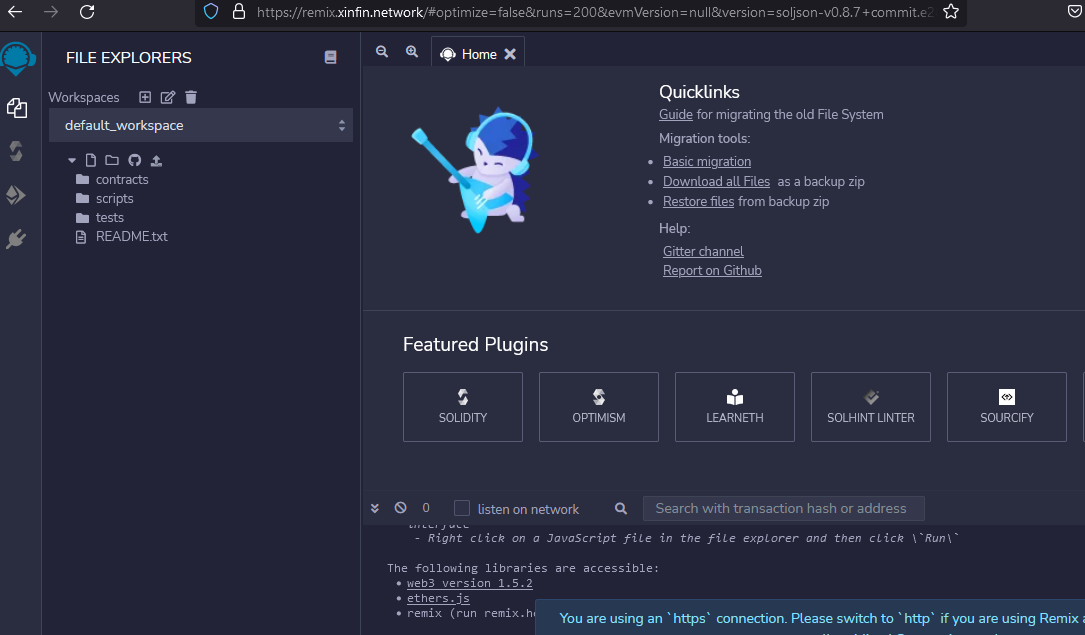 https://remix.xinfin.network/#optimize=false&runs=200&evmVersion=null&version=soljson-v0.8.7+commit.e2
FILE EXPLORERS
Workspaces
default_workspace
contracts
scripts
tests
README.txt
Home
Quicklinks
Guide for migrating the old File System
Migration tools:
Basic migration
Download all Files as a backup zip
Restore files from backup zip
Help:
Gitter channel
Report on Github
Featured Plugins
SOLIDITY
OPTIMISM
LEARNETH
SOLHINT LINTER
SOURCIFY
0
listen on network
Search with transaction hash or address
interface
- Right click on a JavaScript file in the file explorer and then click \`Run\`
The following libraries are accessible:
• web3 version 1.5.2
• ethers.js
• remix (run remix.he
You are using an `https` connection. Please switch to `http` if you are using Remix a